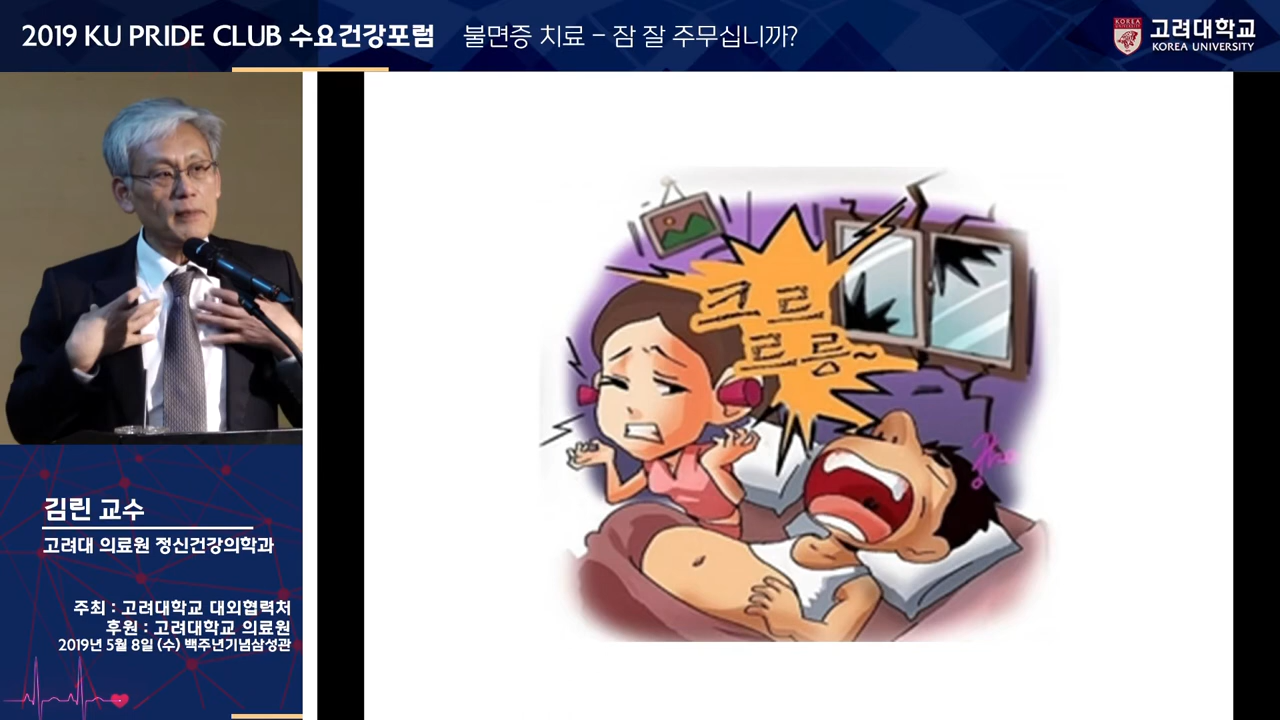 2019 KU PRIDE CLUB 수요건강포럼 불면증 치료 – 잠 잘 주무십니까?
KOREA UNIVERSITY
고려대학교
KOREA UNIVERSITY
크르
르릉~
김린 교수
고려대 의료원 정신건강의학과
주최 : 고려대학교 대외협력처
후원 : 고려대학교 의료원
2019년 5월 8일 (수) 백주년기념삼성관